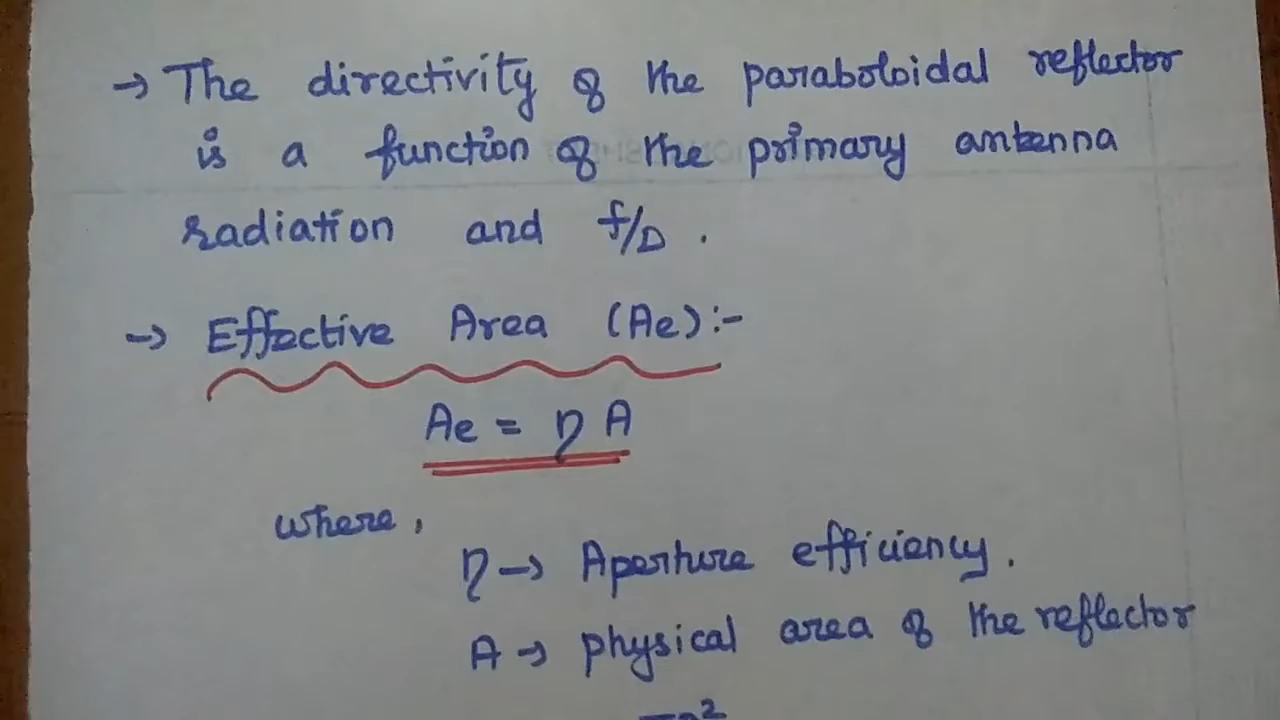 → The directivity of the paraboloidal reflector
is a function of the primary antenna
radiation and f/D .
→ Effective Area (Ae):-
Ae = η A
where,
η → Aperture efficiency.
A → physical area of the reflector